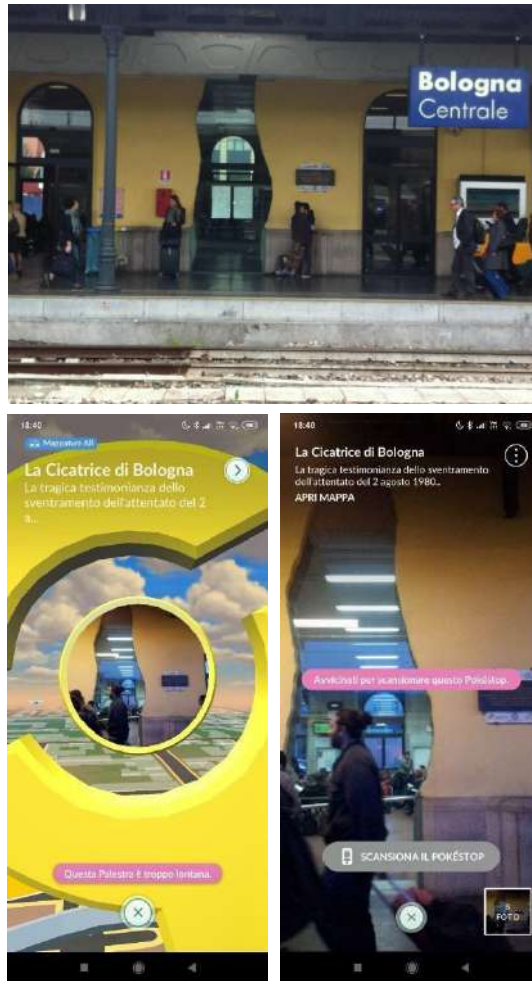 Bologna
Centrale
18:40
Mappatura AR
La Cicatrice di Bologna
La tragica testimonianza dello
sventramento dell'attentato del 2
a...
Questa Palestra è troppo lontana.
18:40
La Cicatrice di Bologna
La tragica testimonianza dello sventramento
dell'attentato del 2 agosto 1980...
APRI MAPPA
Avvicinati per scansionare questo Pokéstop.
SCANSIONA IL POKÉSTOP
FOTO